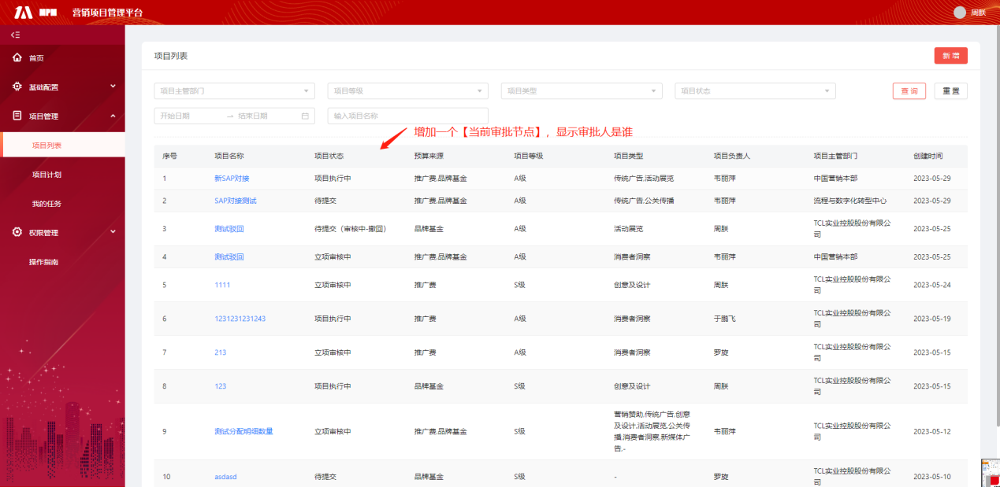 MPM 营销项目管理平台 周朕
首页
基础配置
项目管理
项目列表
项目计划
我的任务
权限管理
操作指南
项目列表 新 增
项目主管部门 项目等级 项目类型 项目状态 查 询 重 置
开始日期 → 结束日期 输入项目名称
增加一个【当前审批节点】，显示审批人是谁
序号 项目名称 项目状态 预算来源 项目等级 项目类型 项目负责人 项目主管部门 创建时间
1 新SAP对接 项目执行中 推广费,品牌基金 A级 传统广告,活动展览 韦丽萍 中国营销本部 2023-05-29
2 SAP对接测试 待提交 推广费,品牌基金 A级 传统广告,公关传播 韦丽萍 流程与数字化转型中心 2023-05-29
3 测试驳回 待提交（审核中-撤回） 品牌基金 A级 活动展览 周朕 TCL实业控股股份有限公
司 2023-05-25
4 测试驳回 立项审核中 推广费,品牌基金 A级 消费者洞察 韦丽萍 中国营销本部 2023-05-25
5 1111 立项审核中 推广费 S级 创意及设计 周朕 TCL实业控股股份有限公
司 2023-05-24
6 1231231231243 项目执行中 推广费 A级 消费者洞察 于鹏飞 TCL实业控股股份有限公
司 2023-05-19
7 213 立项审核中 推广费 A级 消费者洞察 罗旋 TCL实业控股股份有限公
司 2023-05-15
8 123 项目执行中 品牌基金 S级 创意及设计 周朕 TCL实业控股股份有限公
司 2023-05-15
9 测试分配明细数量 立项审核中 推广费,品牌基金 S级 营销赞助,传统广告,创意
及设计,活动展览,公关传
播,消费者洞察,新媒体广
告,- 韦丽萍 TCL实业控股股份有限公
司 2023-05-12
10 asdasd 待提交 品牌基金 S级 - 罗旋 TCL实业控股股份有限公
司 2023-05-10